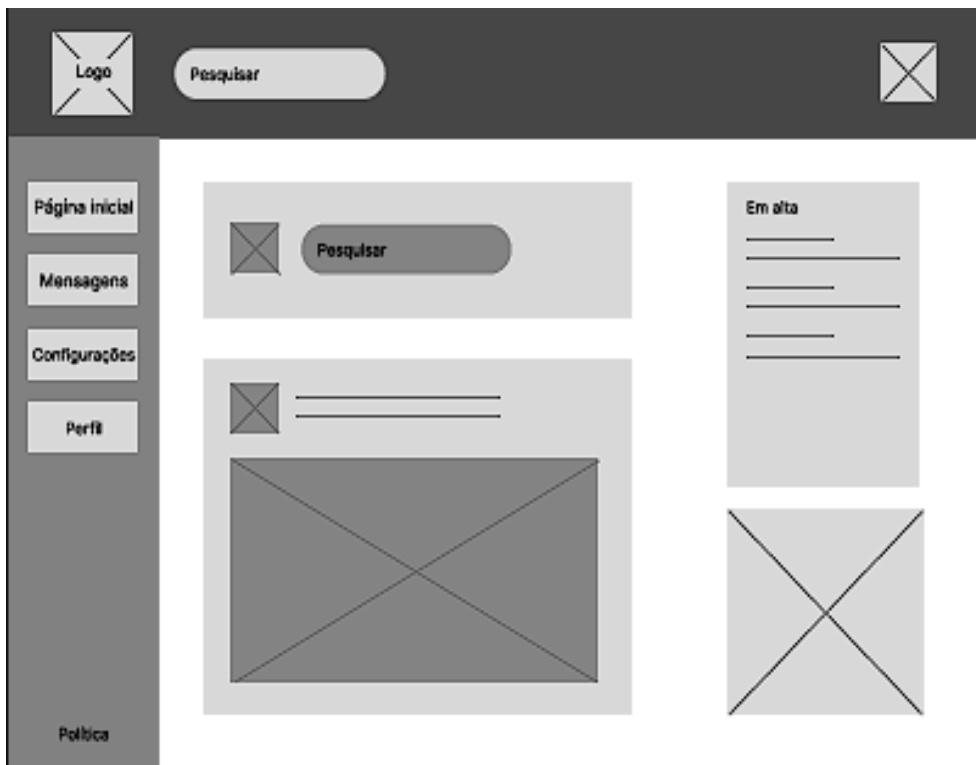 Logo
Pesquisar
Página inicial
Mensagens
Configurações
Perfil
Política
Pesquisar
Em alta